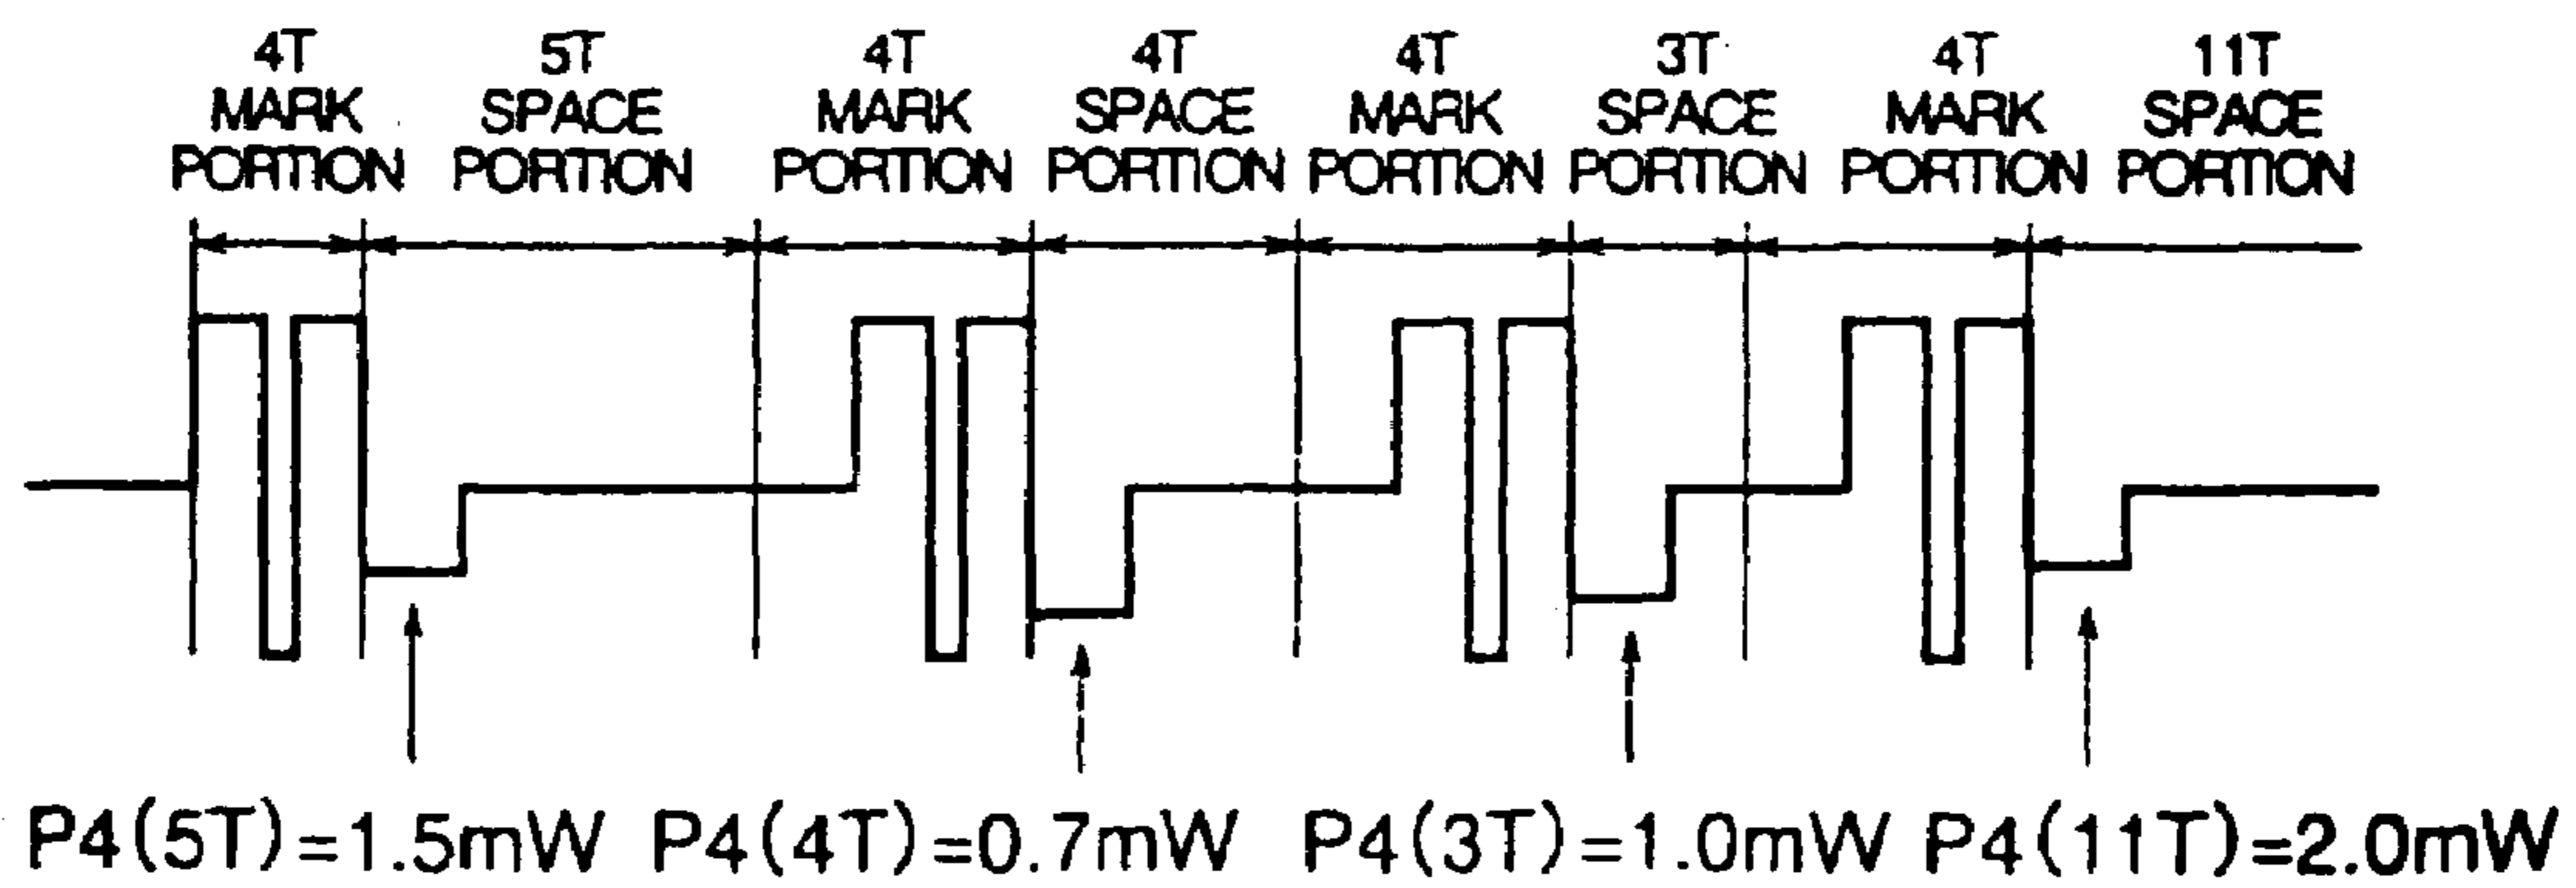 4T 5T 4T 4T 4T 3T 4T 11T
MARK SPACE MARK SPACE MARK SPACE MARK SPACE
PORTION PORTION PORTION PORTION PORTION PORTION PORTION PORTION
P4(5T)=1.5mW P4(4T)=0.7mW P4(3T)=1.0mW P4(11T)=2.0mW